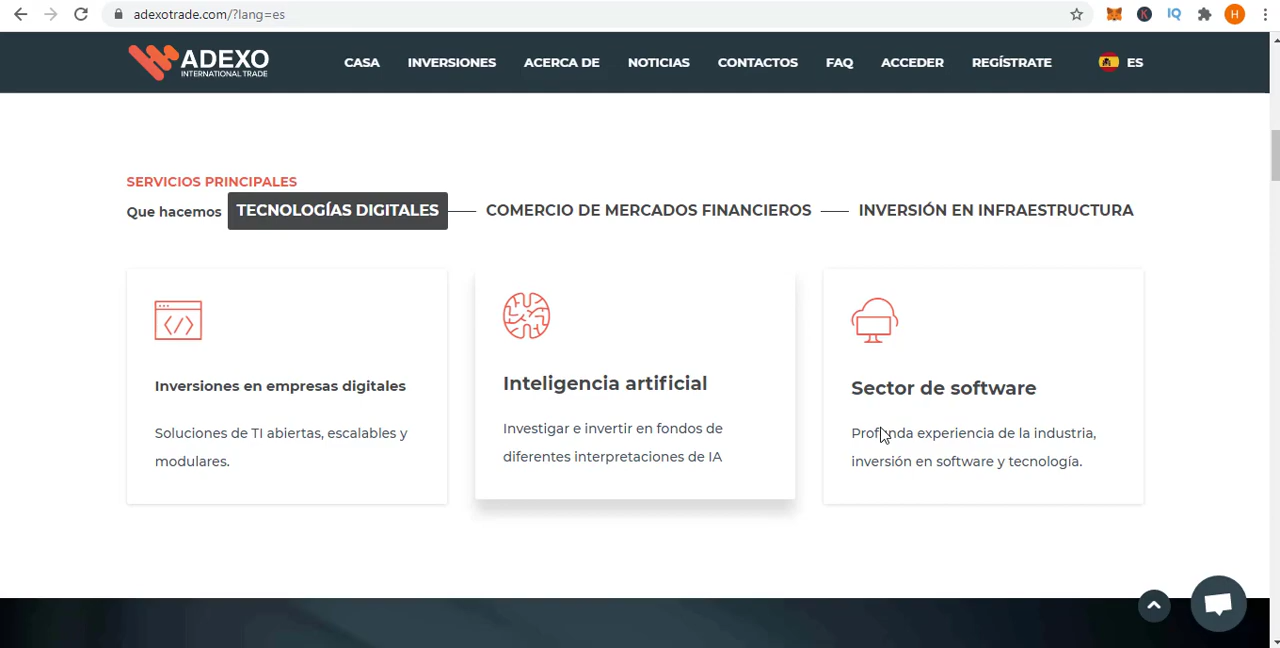 adexotrade.com/?lang=es
IQ
H
ADEXO
INTERNATIONAL TRADE
CASA
INVERSIONES
ACERCA DE
NOTICIAS
CONTACTOS
FAQ
ACCEDER
REGÍSTRATE
ES
SERVICIOS PRINCIPALES
Que hacemos
TECNOLOGÍAS DIGITALES
COMERCIO DE MERCADOS FINANCIEROS
INVERSIÓN EN INFRAESTRUCTURA
Inversiones en empresas digitales
Soluciones de TI abiertas, escalables y
modulares.
Inteligencia artificial
Investigar e invertir en fondos de
diferentes interpretaciones de IA
Sector de software
Profunda experiencia de la industria,
inversión en software y tecnología.